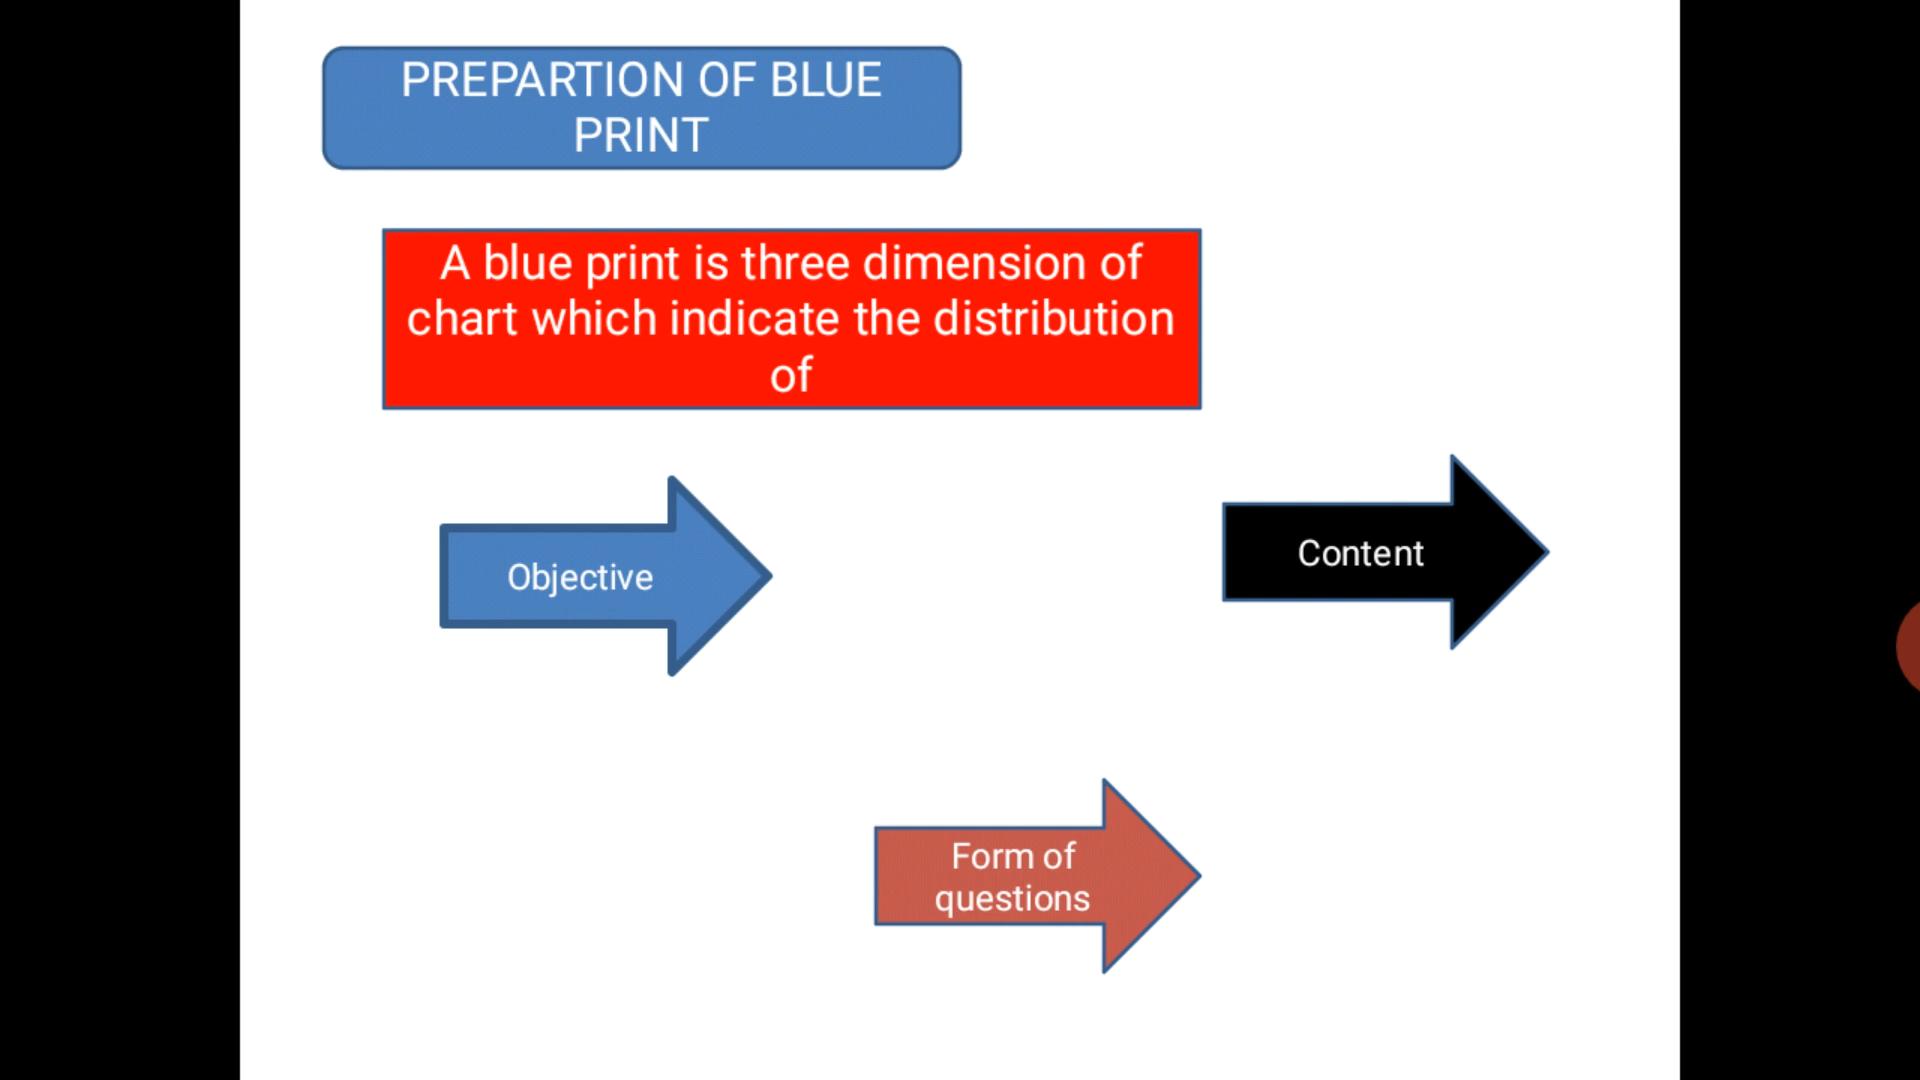 PREPARTION OF BLUE
PRINT
A blue print is three dimension of
chart which indicate the distribution
of
Objective
Content
Form of
questions